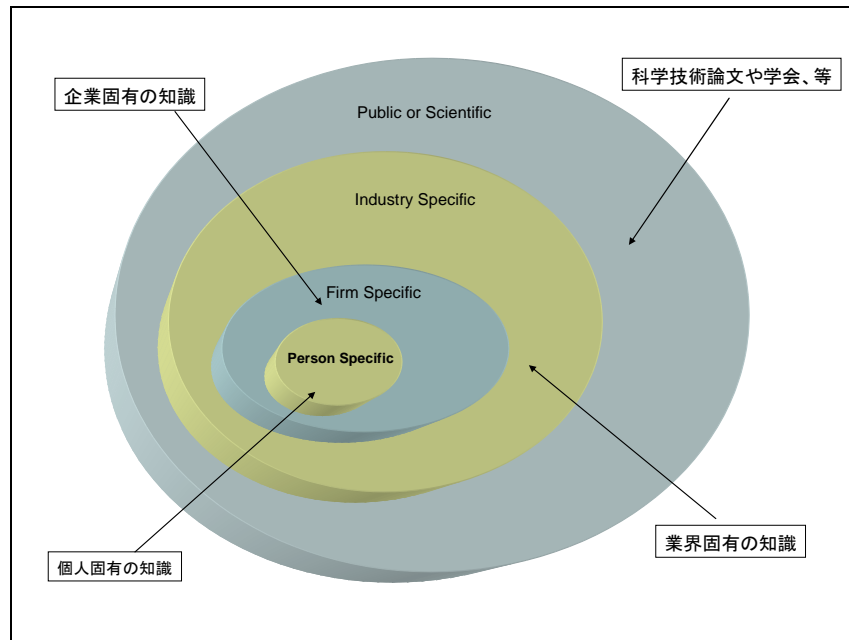 科学技術論文や学会、等
企業固有の知識
Public or Scientific
Industry Specific
Firm Specific
Person Specific
業界固有の知識
個人固有の知識